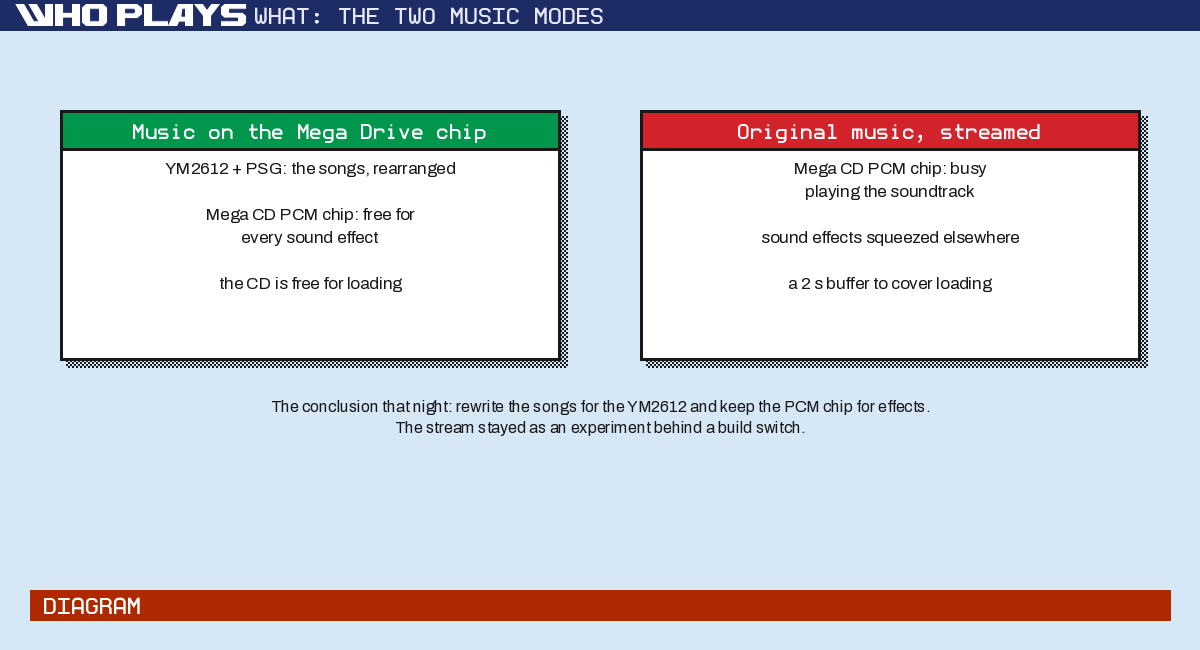 WHO PLAYS WHAT: THE TWO MUSIC MODES
Music on the Mega Drive chip
YM2612 + PSG: the songs, rearranged
Mega CD PCM chip: free for
every sound effect
the CD is free for loading
Original music, streamed
Mega CD PCM chip: busy
playing the soundtrack
sound effects squeezed elsewhere
a 2 s buffer to cover loading
The conclusion that night: rewrite the songs for the YM2612 and keep the PCM chip for effects.
The stream stayed as an experiment behind a build switch.
DIAGRAM